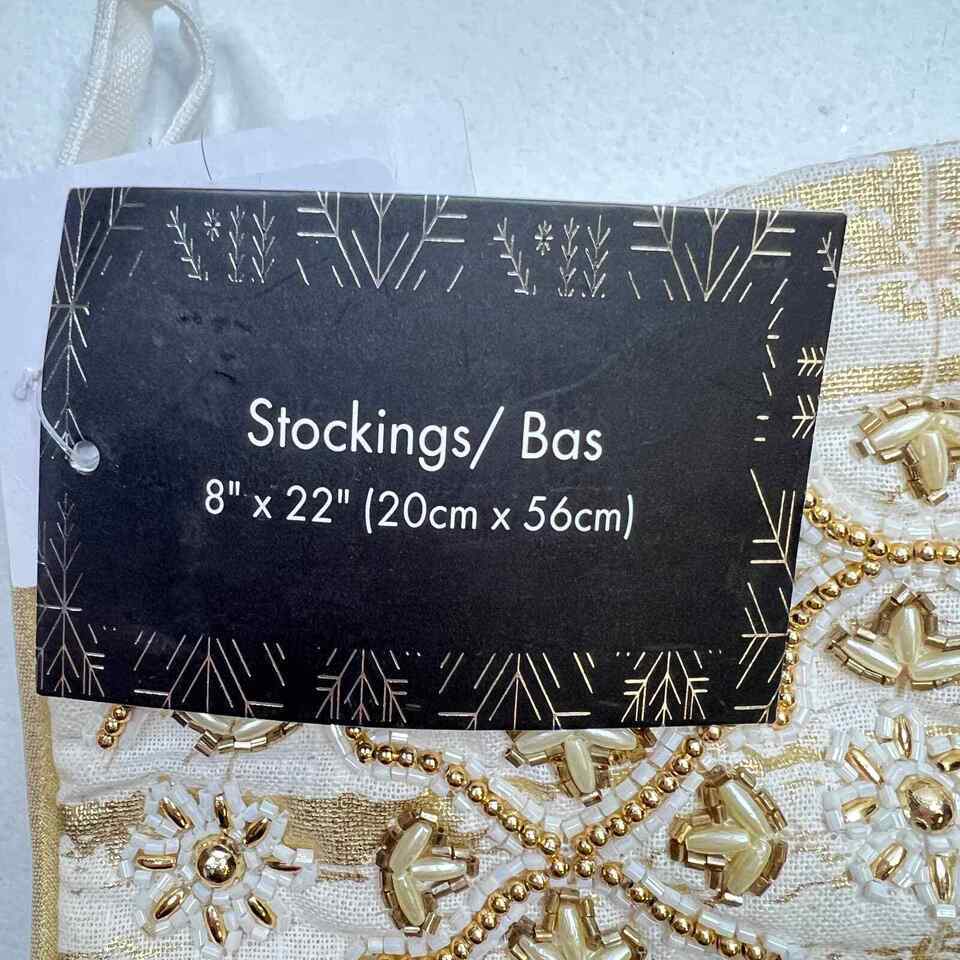 Stockings/ Bas
8" x 22" (20cm x 56cm)